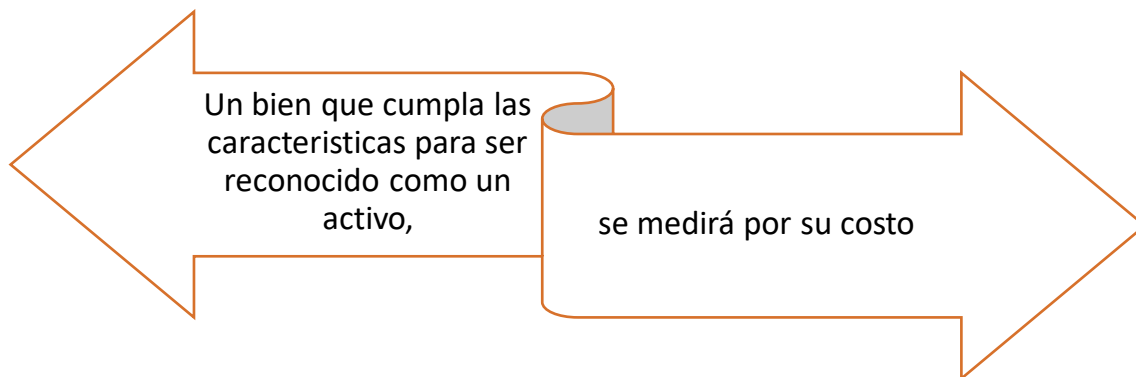 Un bien que cumpla las
caracteristicas para ser
reconocido como un
activo,
se medirá por su costo